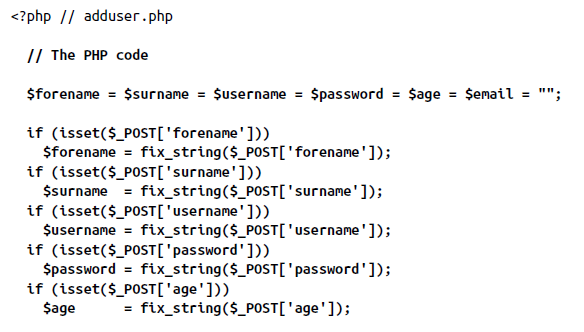 <?php // adduser.php
// The PHP code
$forename = $surname = $username = $password = $age = $email = "";
if (isset($_POST['forename']))
$forename = fix_string($_POST['forename']);
if (isset($_POST['surname']))
$surname  = fix_string($_POST['surname']);
if (isset($_POST['username']))
$username = fix_string($_POST['username']);
if (isset($_POST['password']))
$password = fix_string($_POST['password']);
if (isset($_POST['age']))
$age      = fix_string($_POST['age']);